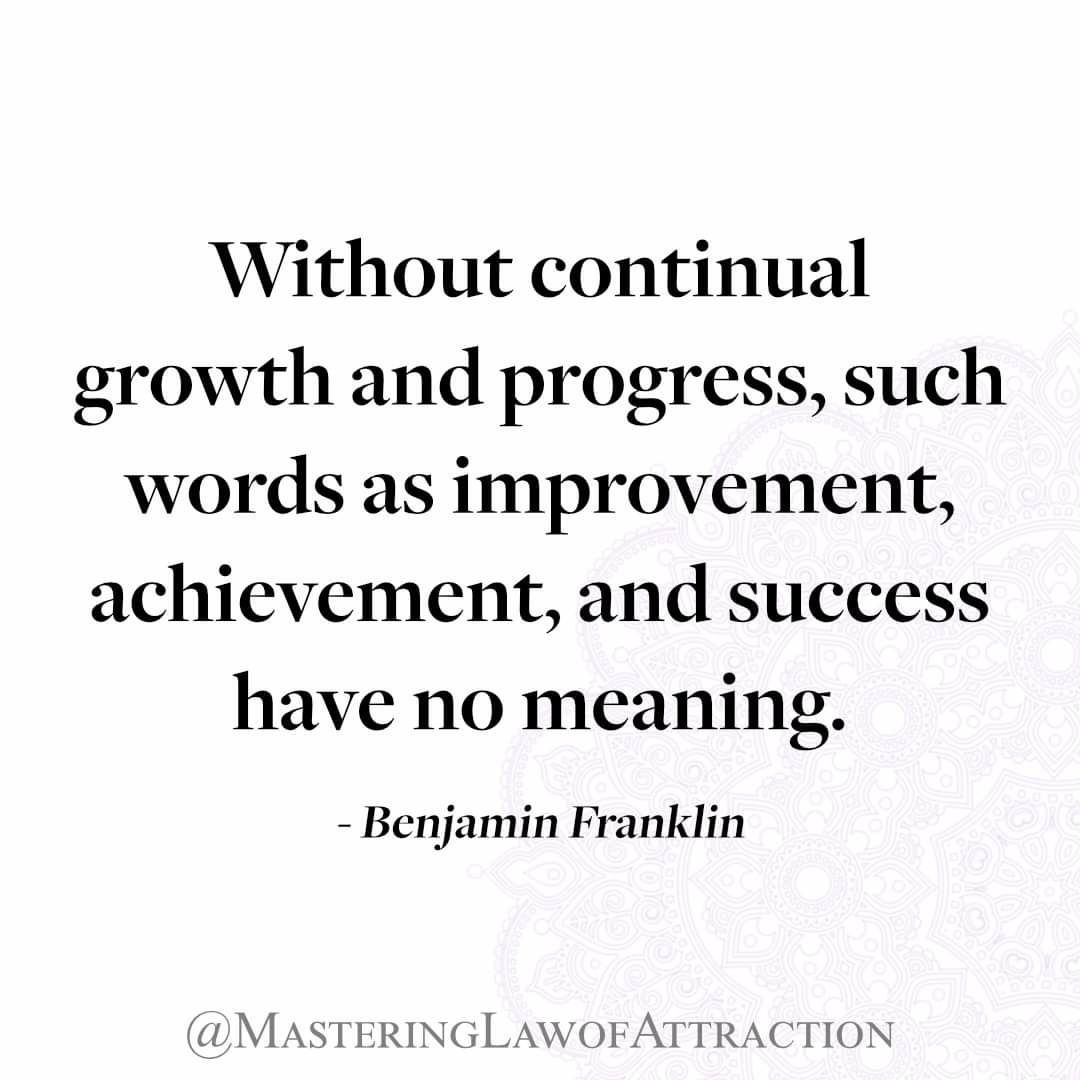 Without continual
growth and progress, such
words as improvement,
achievement, and success
have no meaning.
- Benjamin Franklin
@MasteringLawofAttraction